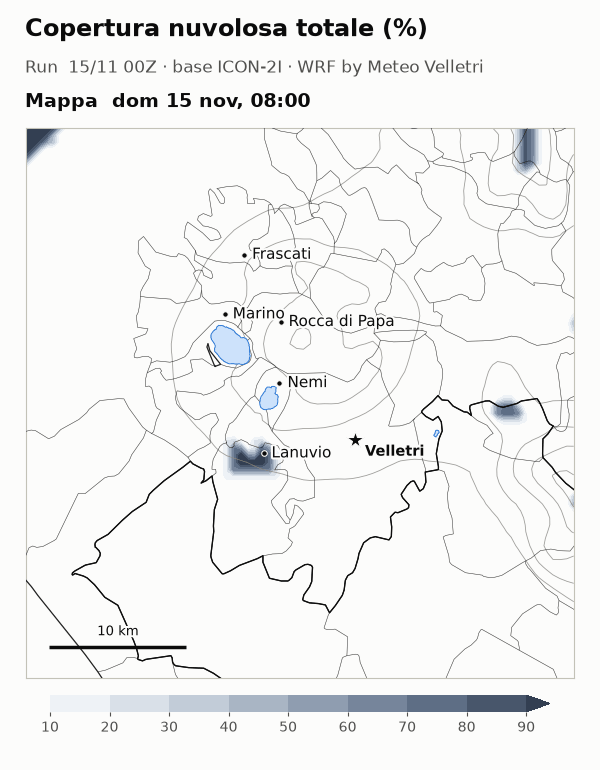 Copertura nuvolosa totale (%)
Run  15/11 00Z · base ICON-2I · WRF by Meteo Velletri
Mappa  dom 15 nov, 08:00
Frascati
Marino
Rocca di Papa
Nemi
Velletri
Lanuvio
10 km
10 20 30 40 50 60 70 80 90